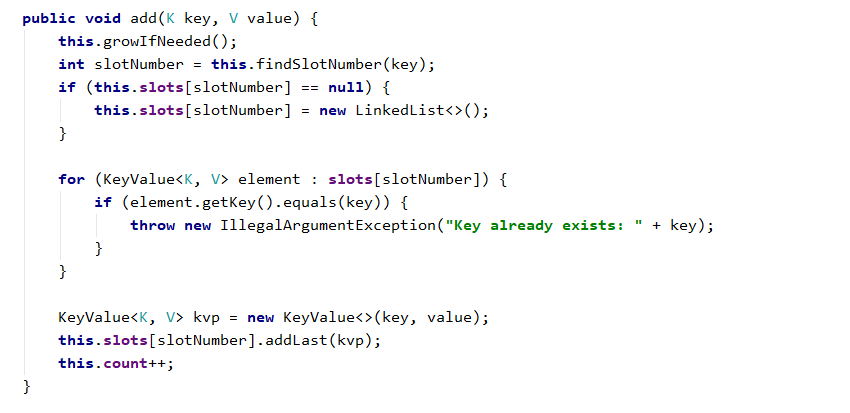 public void add(K key, V value) {
    this.growIfNeeded();
    int slotNumber = this.findSlotNumber(key);
    if (this.slots[slotNumber] == null) {
        this.slots[slotNumber] = new LinkedList<>();
    }

    for (KeyValue<K, V> element : slots[slotNumber]) {
        if (element.getKey().equals(key)) {
            throw new IllegalArgumentException("Key already exists: " + key);
        }
    }

    KeyValue<K, V> kvp = new KeyValue<>(key, value);
    this.slots[slotNumber].addLast(kvp);
    this.count++;
}